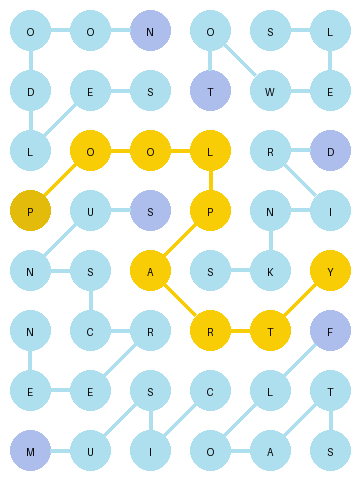 O O N O S L
D E S T W E
L O O L R D
P U S P N I
N S A S K Y
N C R R T F
E E S C L T
M U I O A S